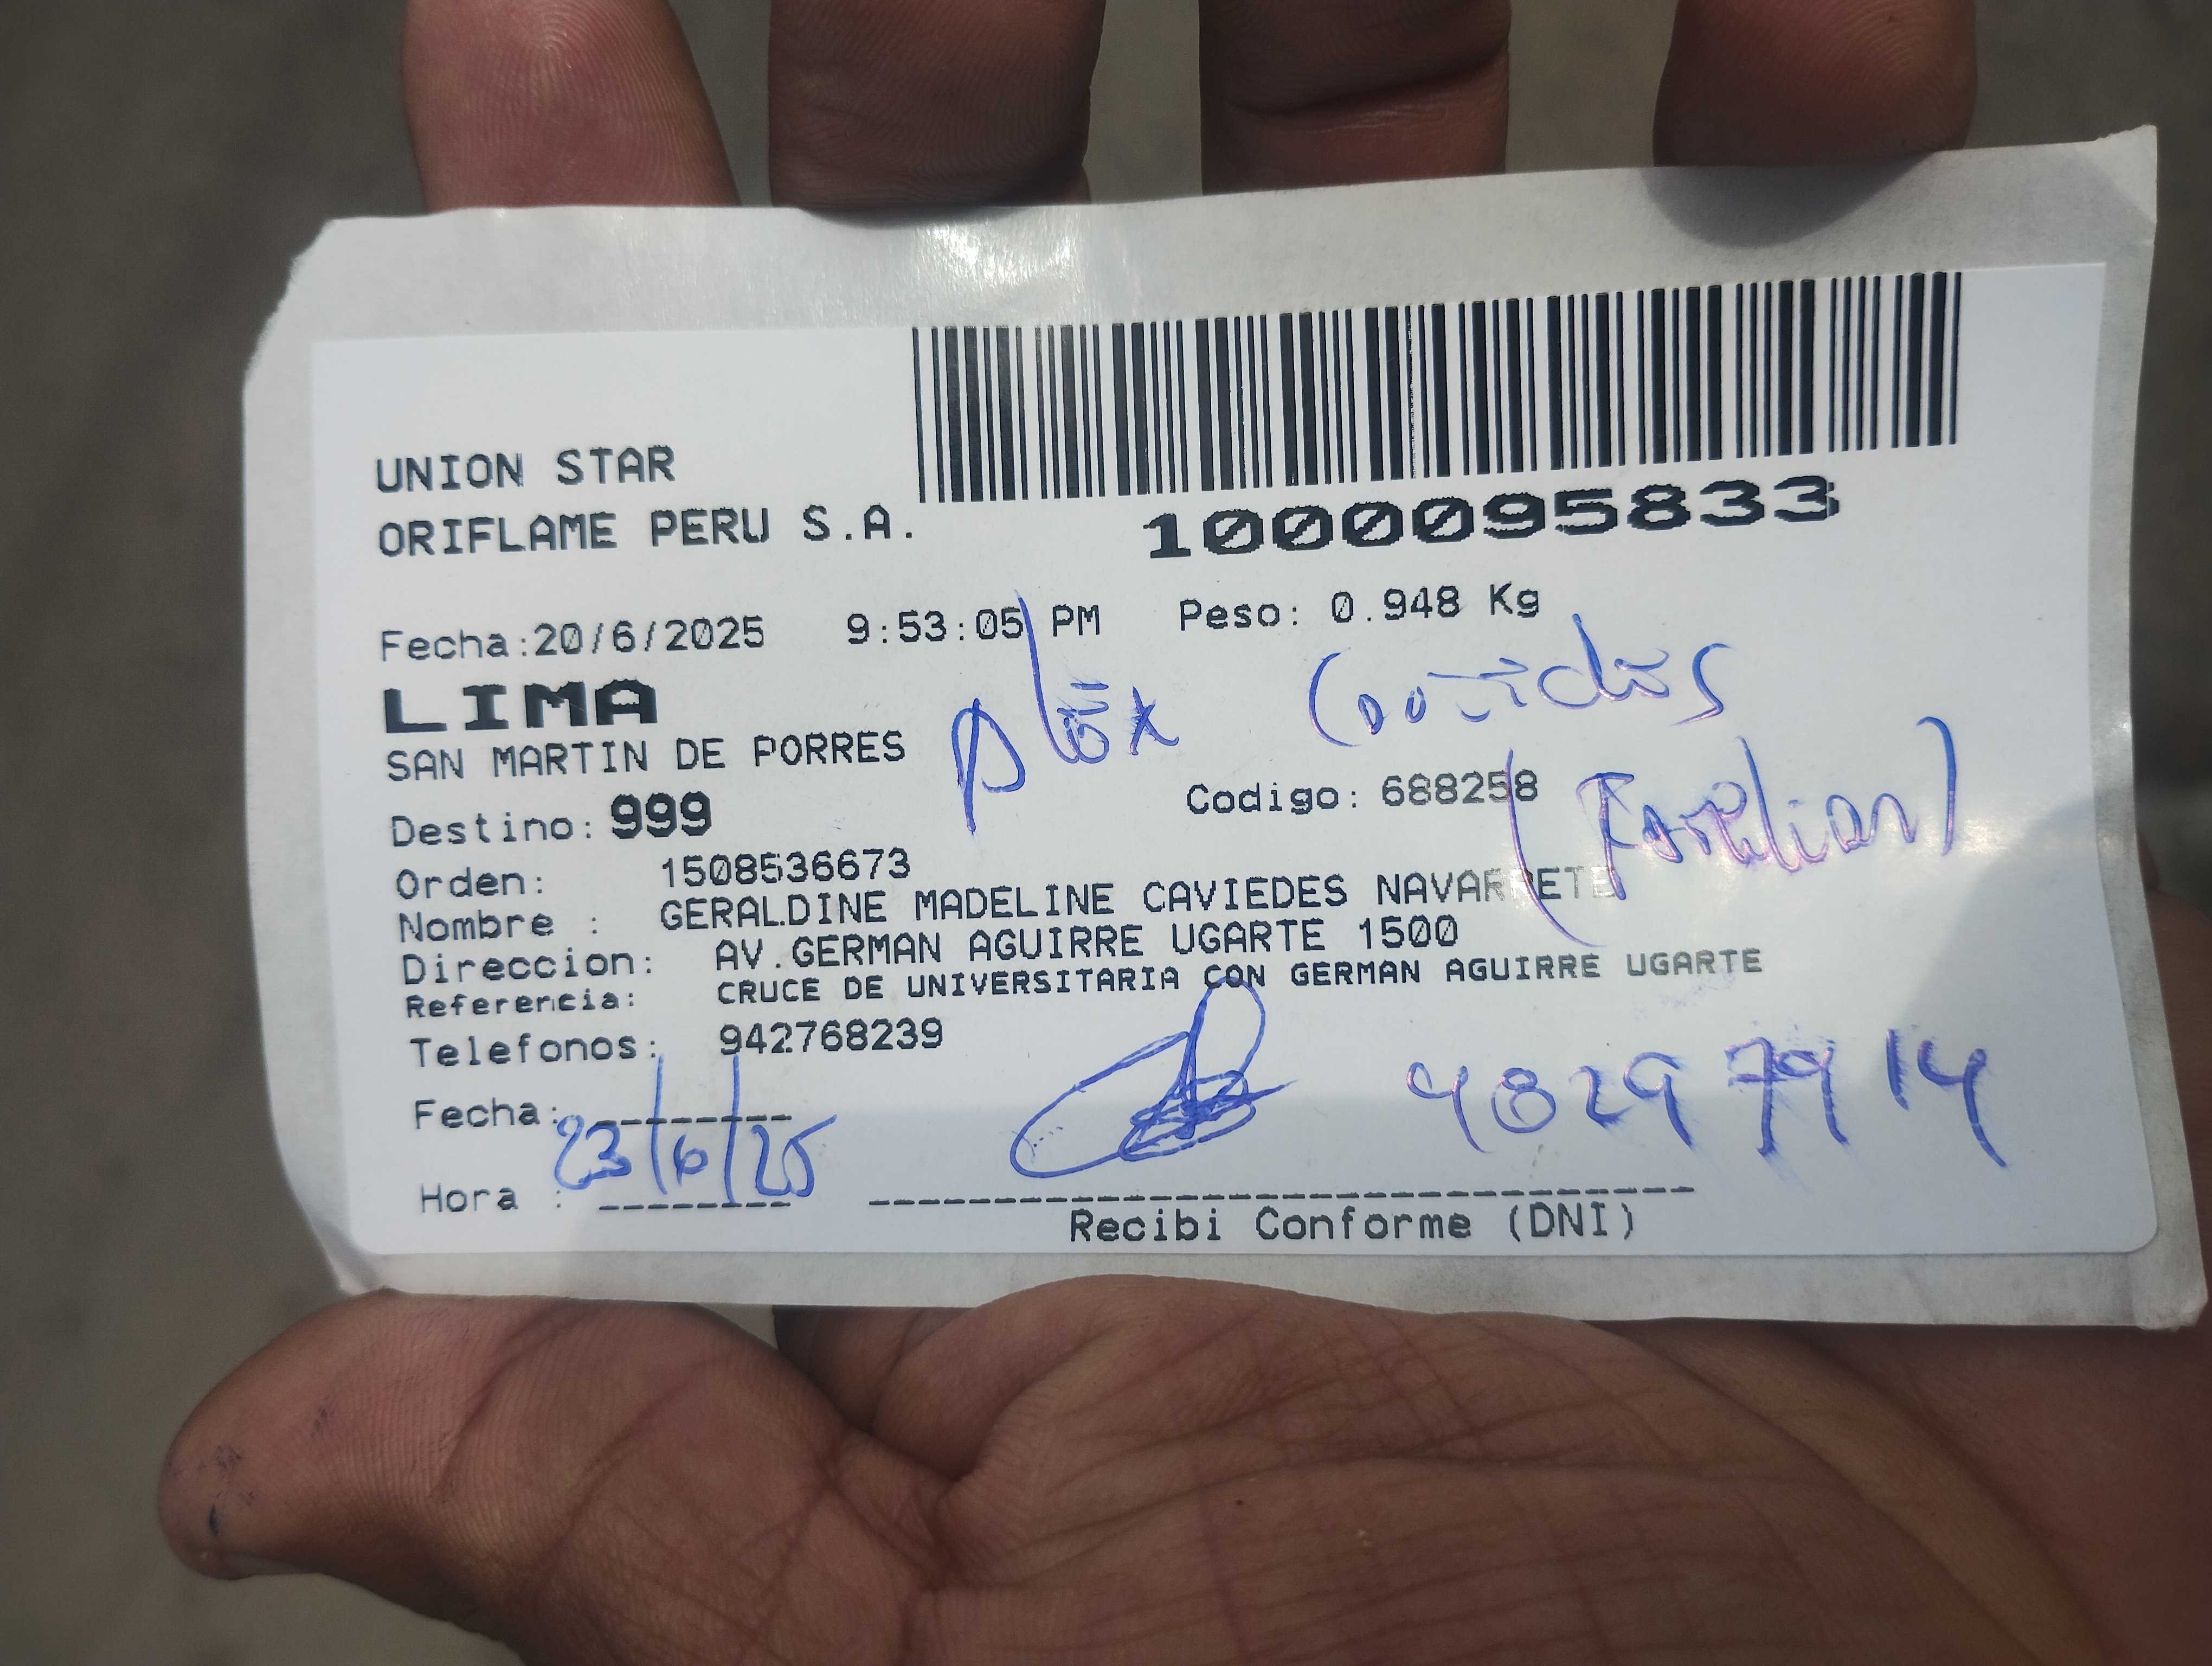 UNION STAR
ORIFLAME PERU S.A.
1000095833
Fecha:20/6/2025 9:53:05 PM Peso: 0.948 Kg
LIMA
SAN MARTIN DE PORRES
Destino: 999 Codigo: 688258
(Familiar)
Orden: 1508536673
Nombre : GERALDINE MADELINE CAVIEDES NAVARRETE
Direccion: AV.GERMAN AGUIRRE UGARTE 1500
Referencia: CRUCE DE UNIVERSITARIA CON GERMAN AGUIRRE UGARTE
Telefonos: 942768239
Fecha: 23/6/25
48297914
Hora :
Recibi Conforme (DNI)